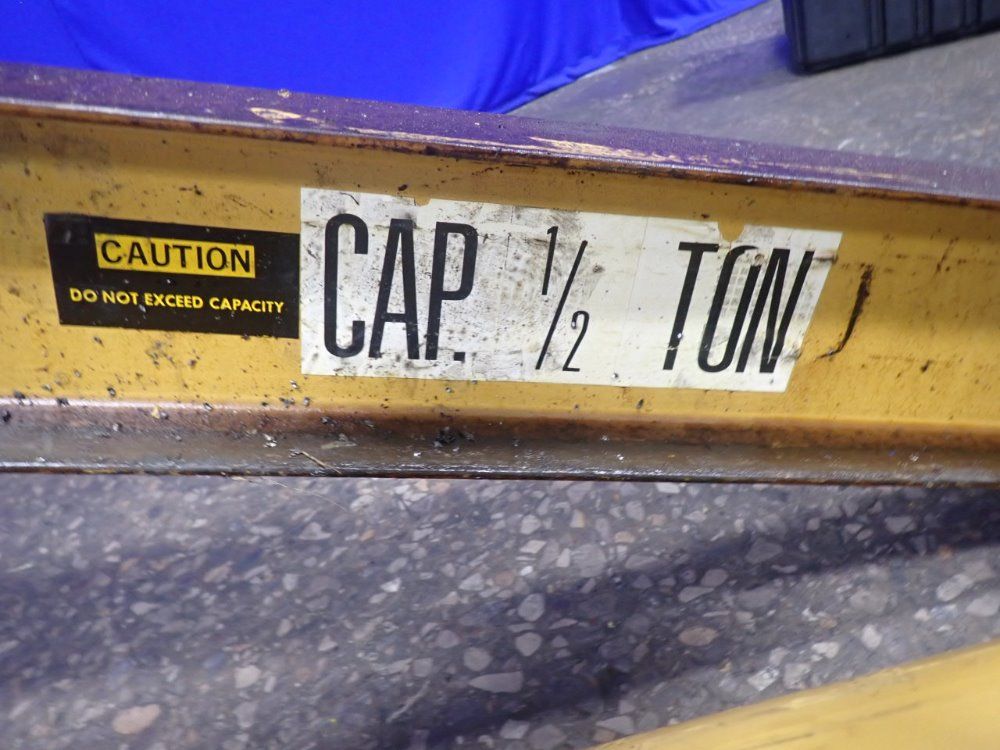 CAUTION
DO NOT EXCEED CAPACITY
CAP. 1/2 TON